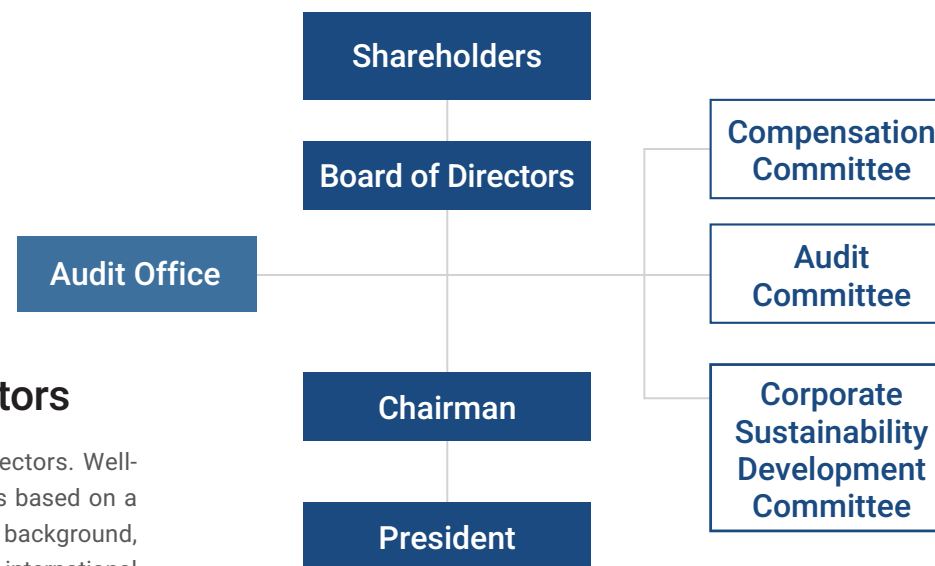 Shareholders
Board of Directors
Audit Office
Compensation
Committee
Audit
Committee
Corporate
Sustainability
Development
Committee
Chairman
President
tors
ectors. Well-
s based on a
background,
international